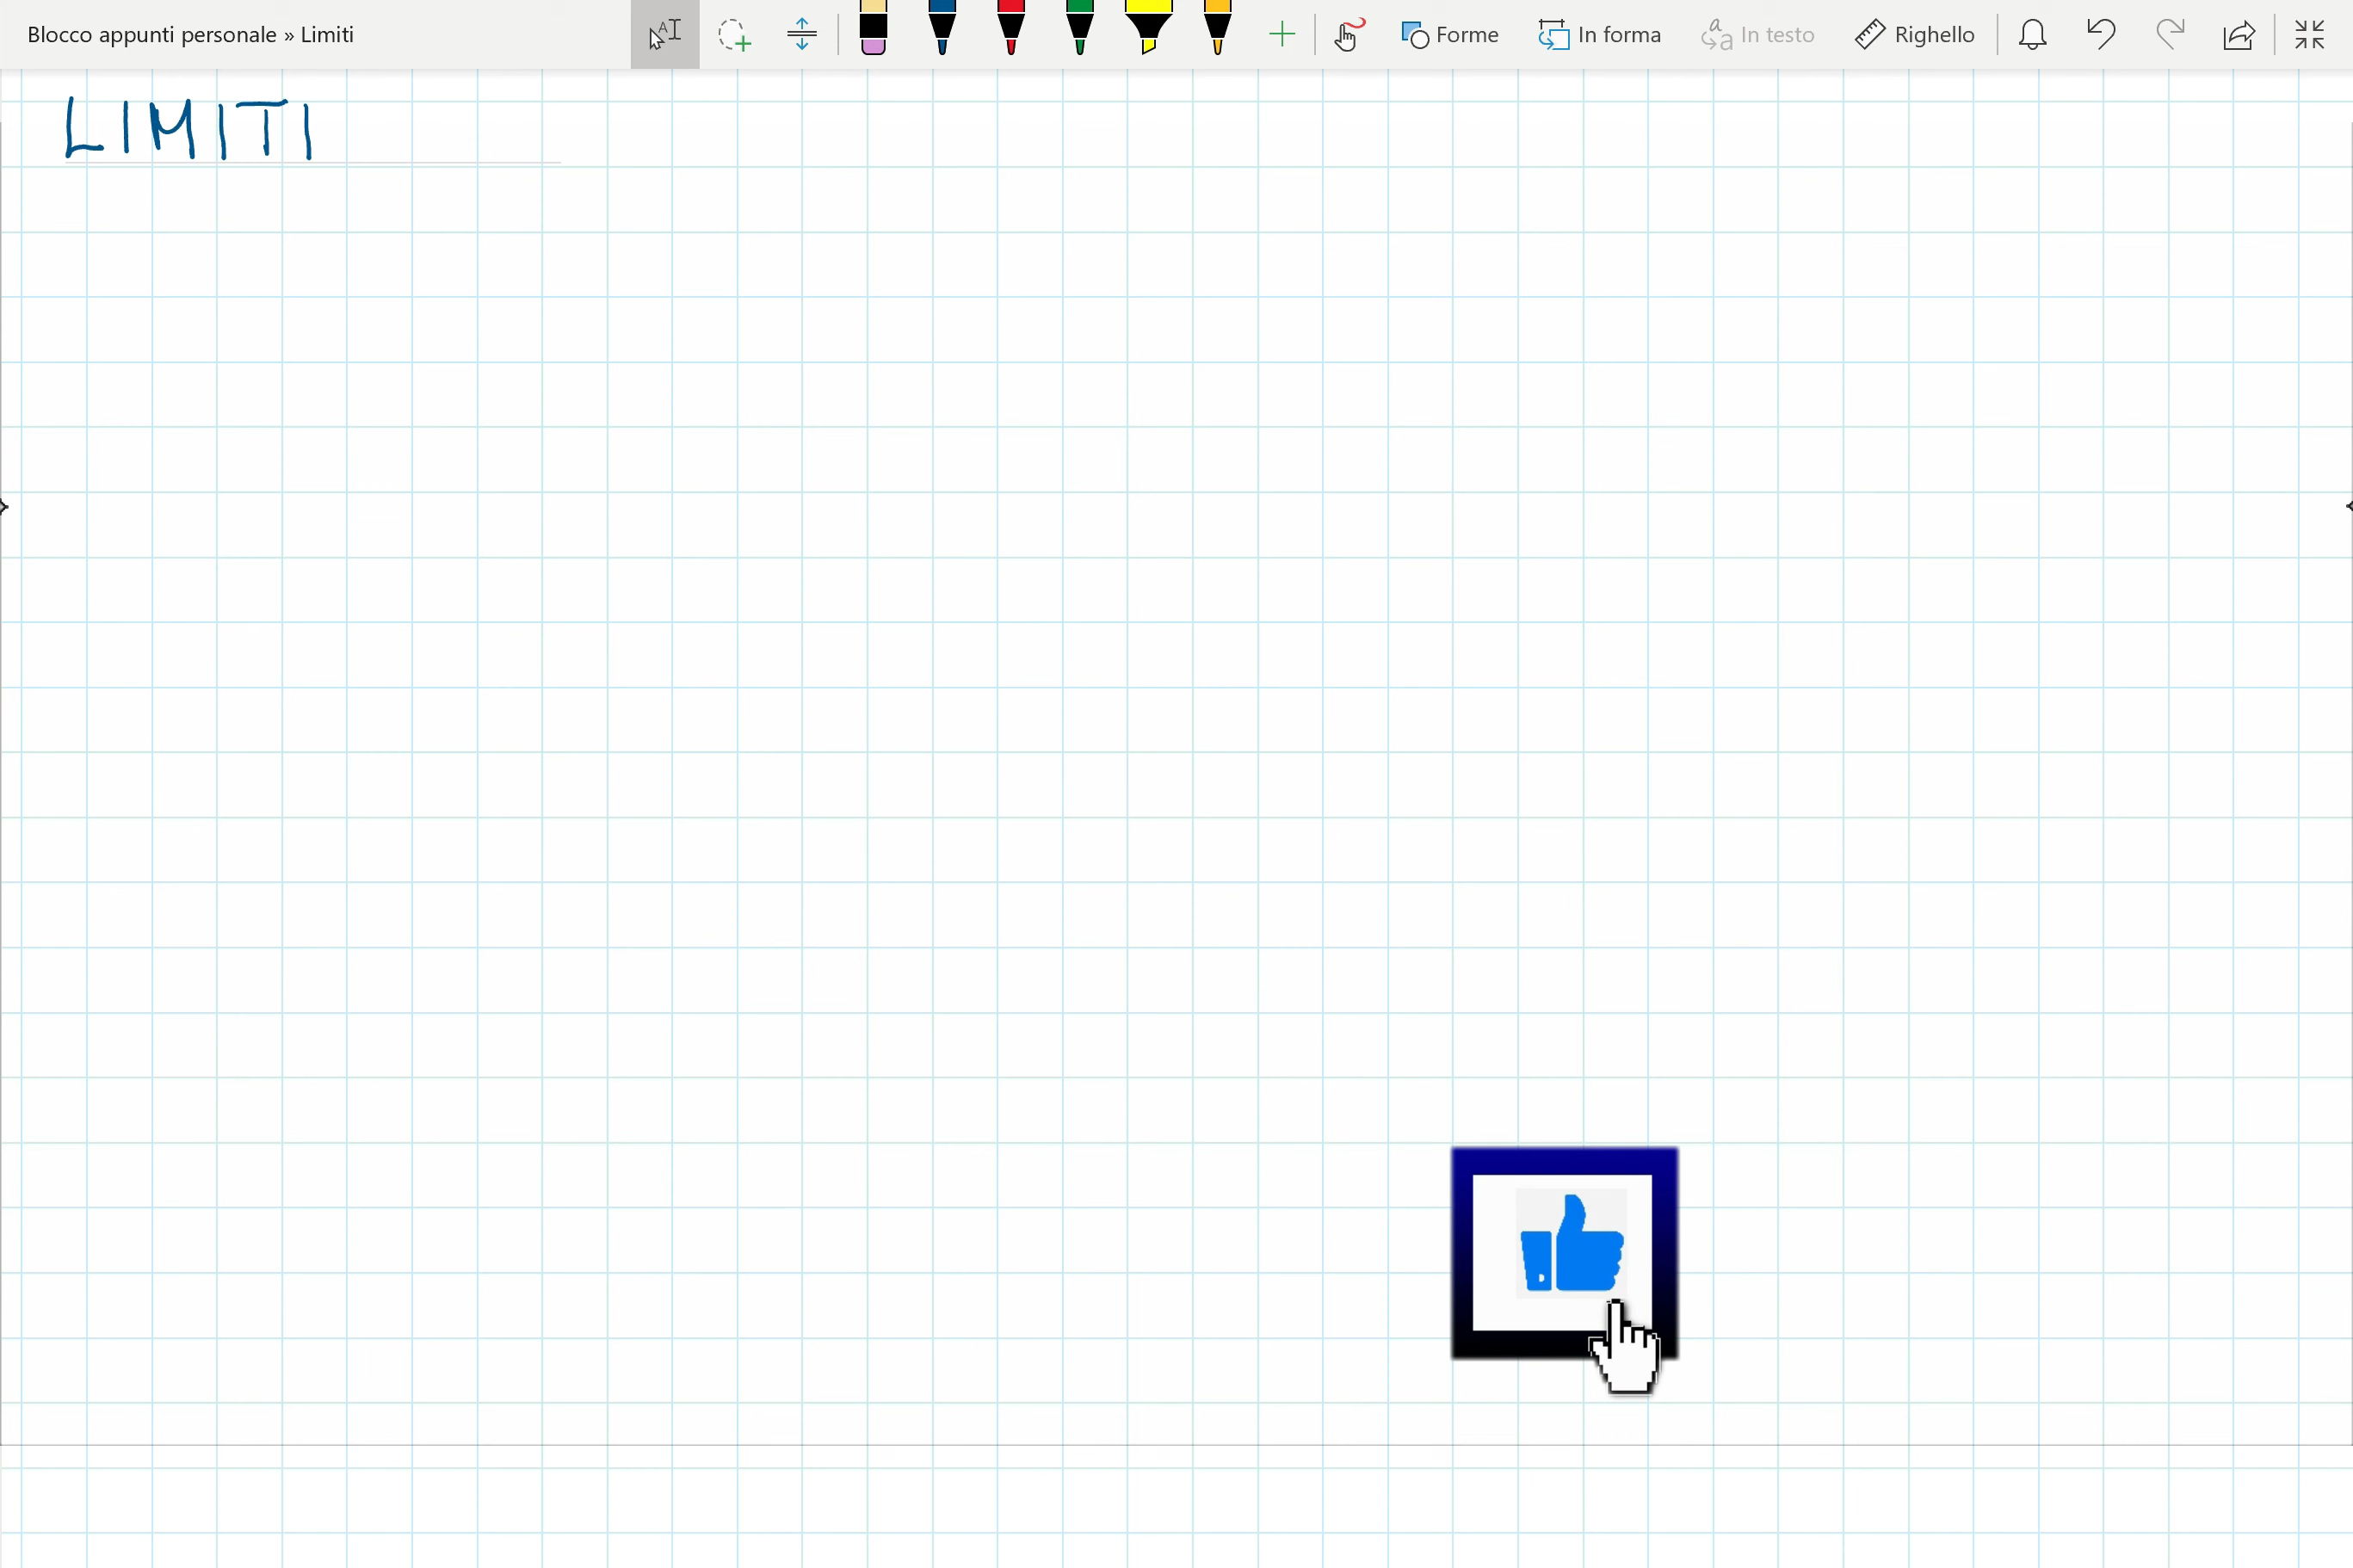 Blocco appunti personale » Limiti
Forme
In forma
In testo
Righello
LIMITI